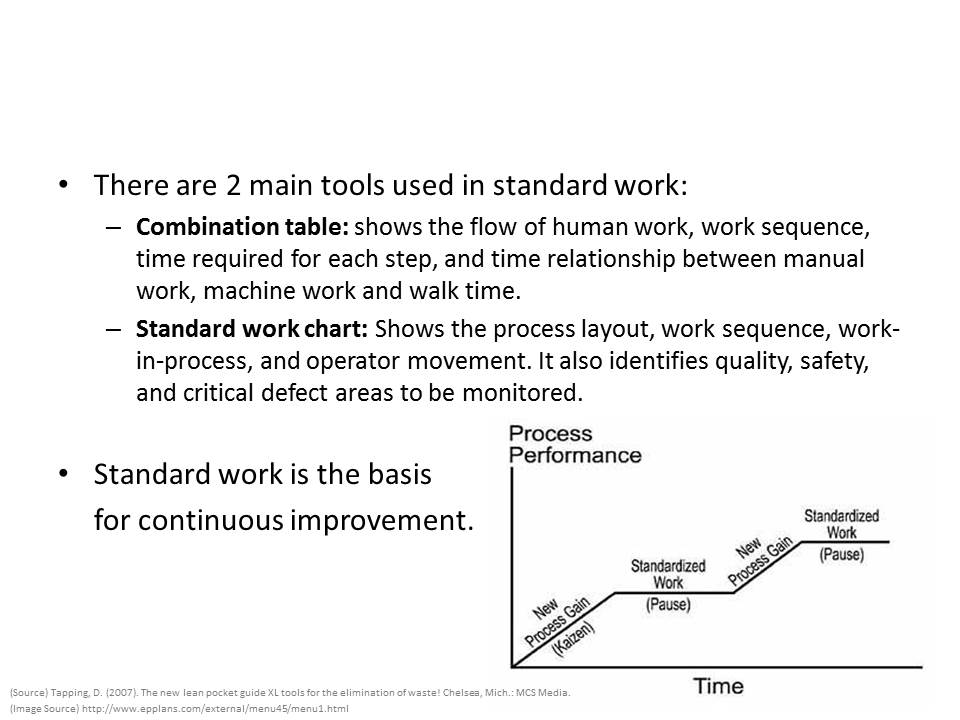 • There are 2 main tools used in standard work:
– Combination table: shows the flow of human work, work sequence,
time required for each step, and time relationship between manual
work, machine work and walk time.
– Standard work chart: Shows the process layout, work sequence, work-
in-process, and operator movement. It also identifies quality, safety,
and critical defect areas to be monitored.
• Standard work is the basis
for continuous improvement.
Process
Performance
New
Process Gain
(Kaizen)
Standardized
Work
(Pause)
New
Process Gain
Standardized
Work
(Pause)
Time
(Source) Tapping, D. (2007). The new lean pocket guide XL tools for the elimination of waste! Chelsea, Mich.: MCS Media.
(Image Source) http://www.epplans.com/external/menu45/menu1.html